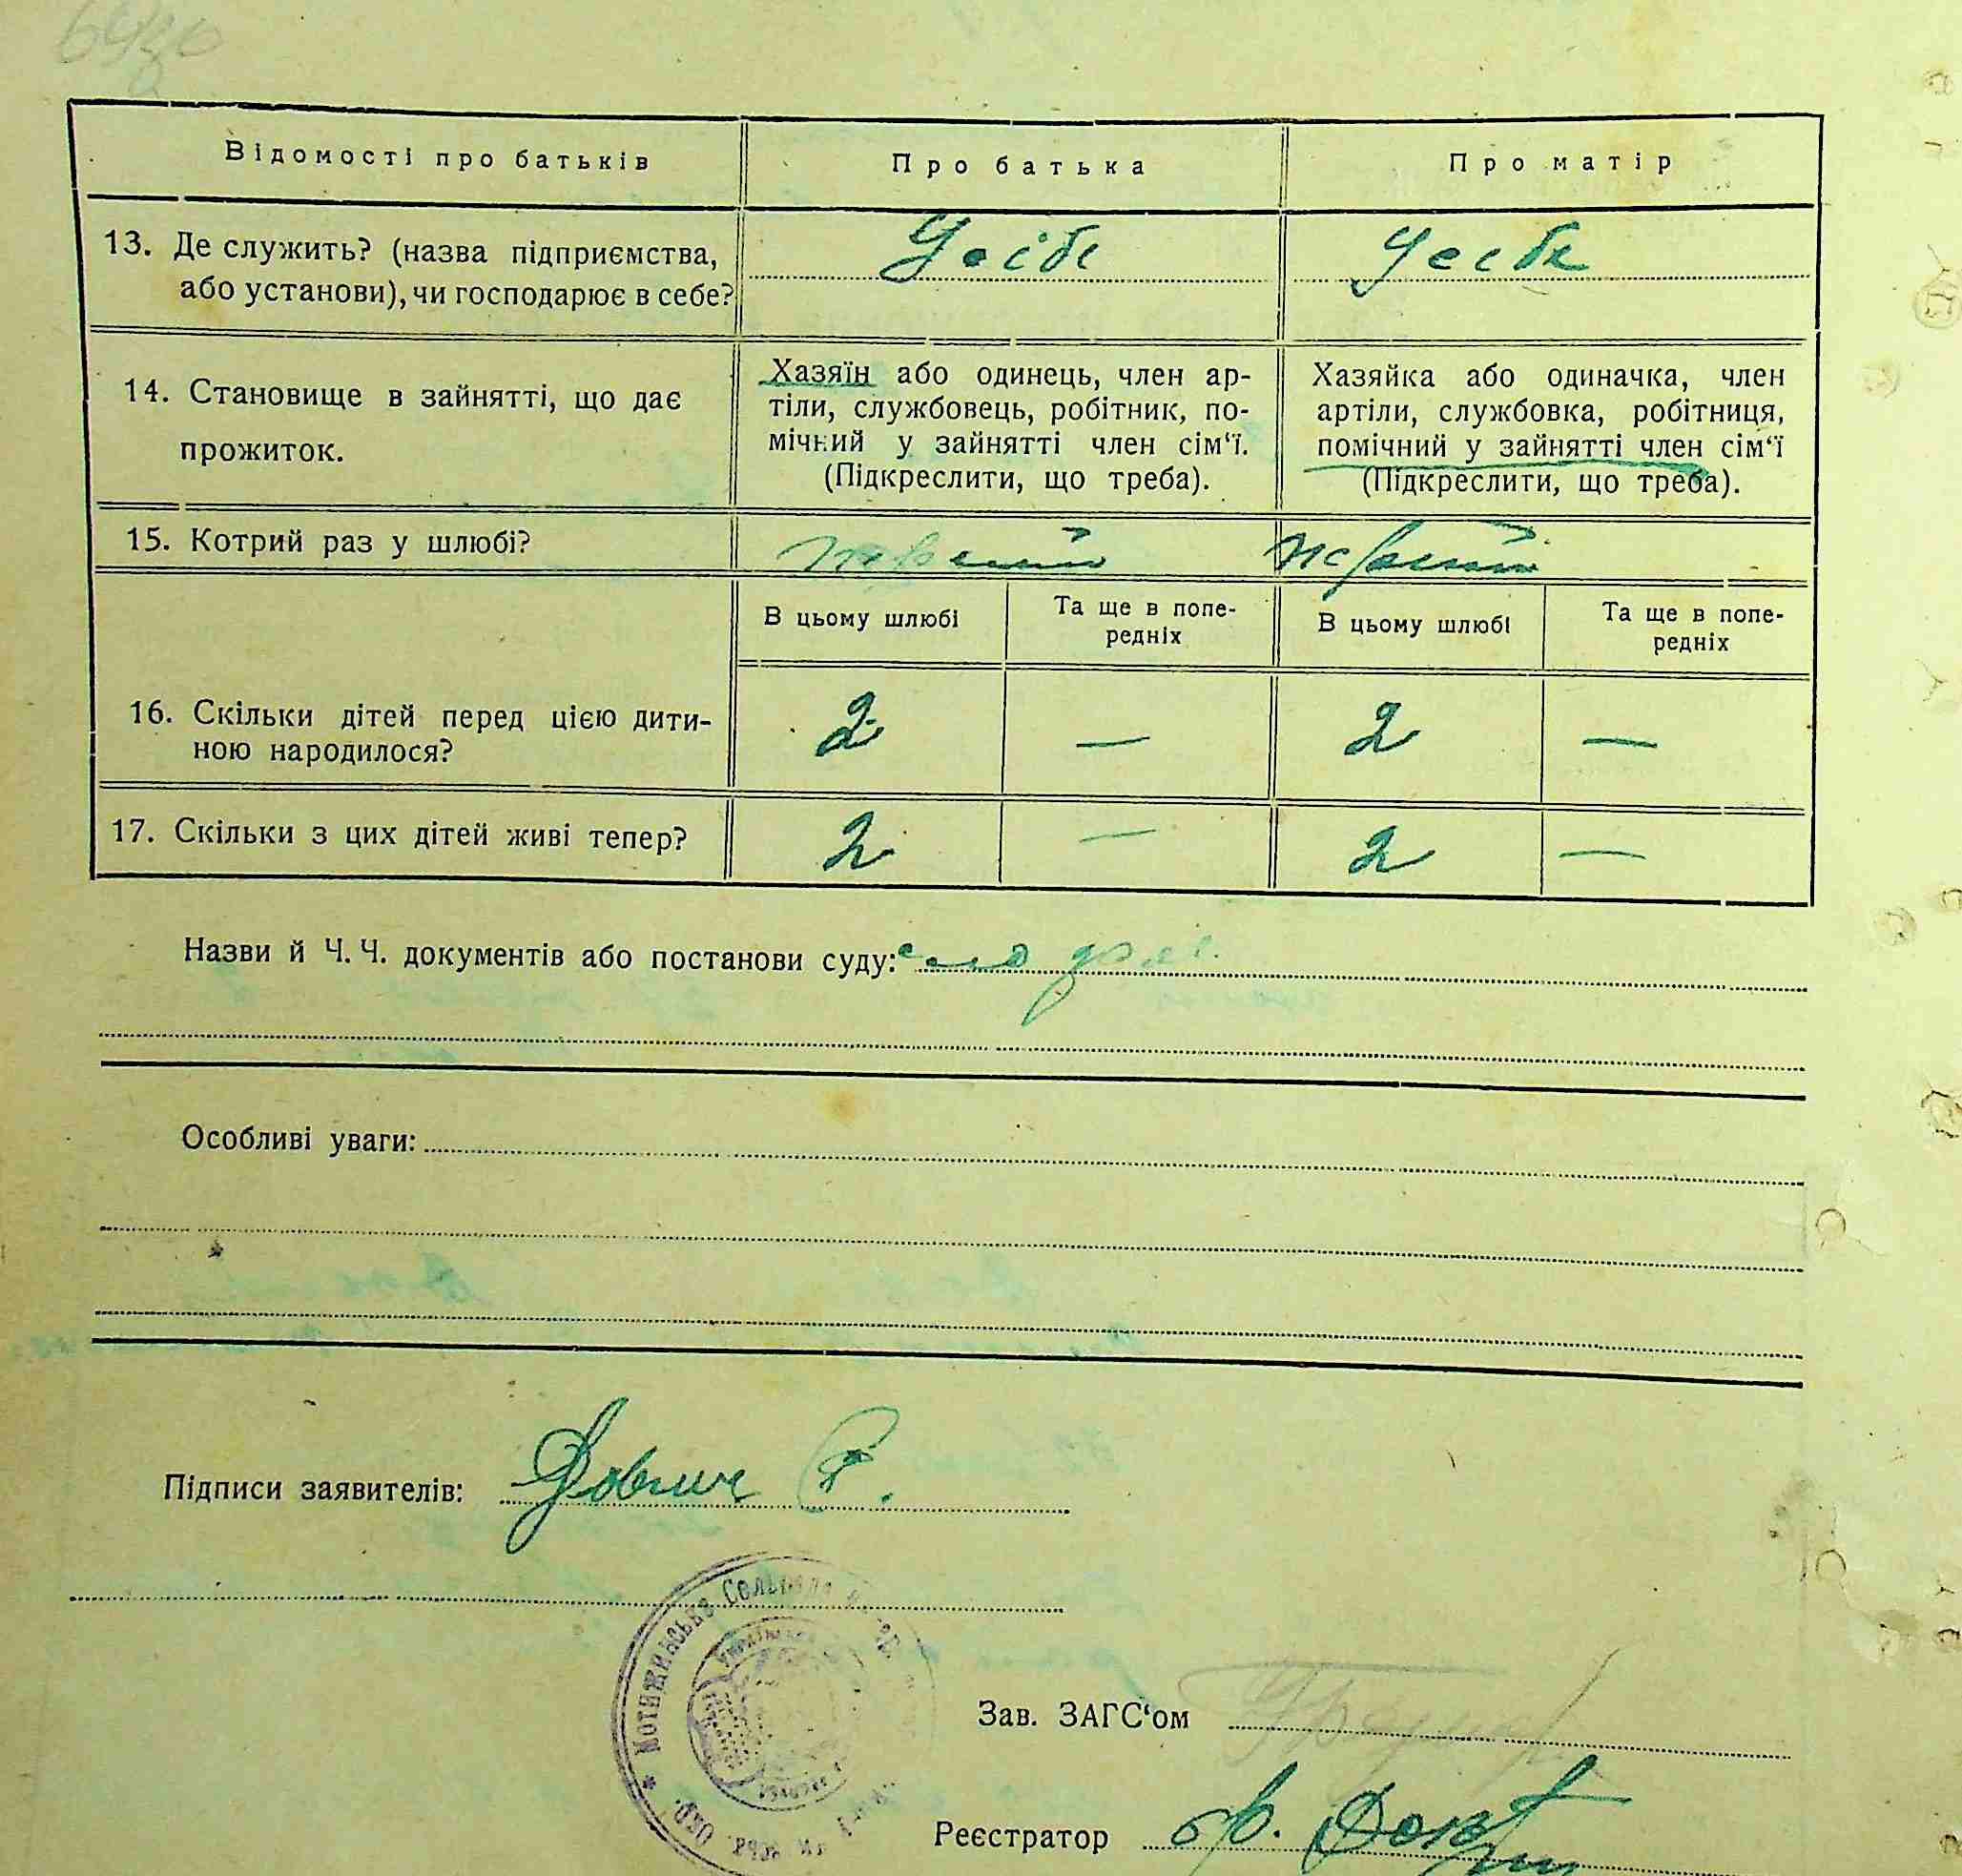 Відомості про батьків
Про батька
Про матір
13. Де служить? (назва підприємства,
або установи), чи господарює в себе?
У себе
У себе
14. Становище в зайнятті, що дає
прожиток.
Хазяїн або одинець, член ар-
тіли, службовець, робітник, по-
мічний у зайнятті член сім‘ї.
(Підкреслити, що треба).
Хазяйка або одиначка, член
артіли, службовка, робітниця,
помічний у зайнятті член сім‘ї
(Підкреслити, що треба).
15. Котрий раз у шлюбі?
первий
первий
В цьому шлюбі
Та ще в попе-
редніх
В цьому шлюбі
Та ще в попе-
редніх
16. Скільки дітей перед цією дити-
ною народилося?
2 — 2 —
17. Скільки з цих дітей живі тепер?
2 — 2 —
Назви й Ч. Ч. документів або постанови суду:
Особливі уваги:
Підписи заявителів:
Зав. ЗАГС‘ом
Реєстратор